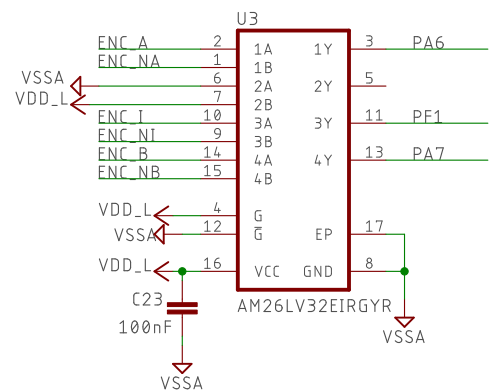 U3
ENC_A 2 1A 1Y 3 PA6
ENC_NA 1 1B
VSSA 6 2A 2Y 5
VDD_L 7 2B
ENC_I 10 3A 3Y 11 PF1
ENC_NI 9 3B
ENC_B 14 4A 4Y 13 PA7
ENC_NB 15 4B
VDD_L 4 G
VSSA 12 G̅ EP 17
VDD_L 16 VCC GND 8
C23
100nF
AM26LV32EIRGYR
VSSA
VSSA